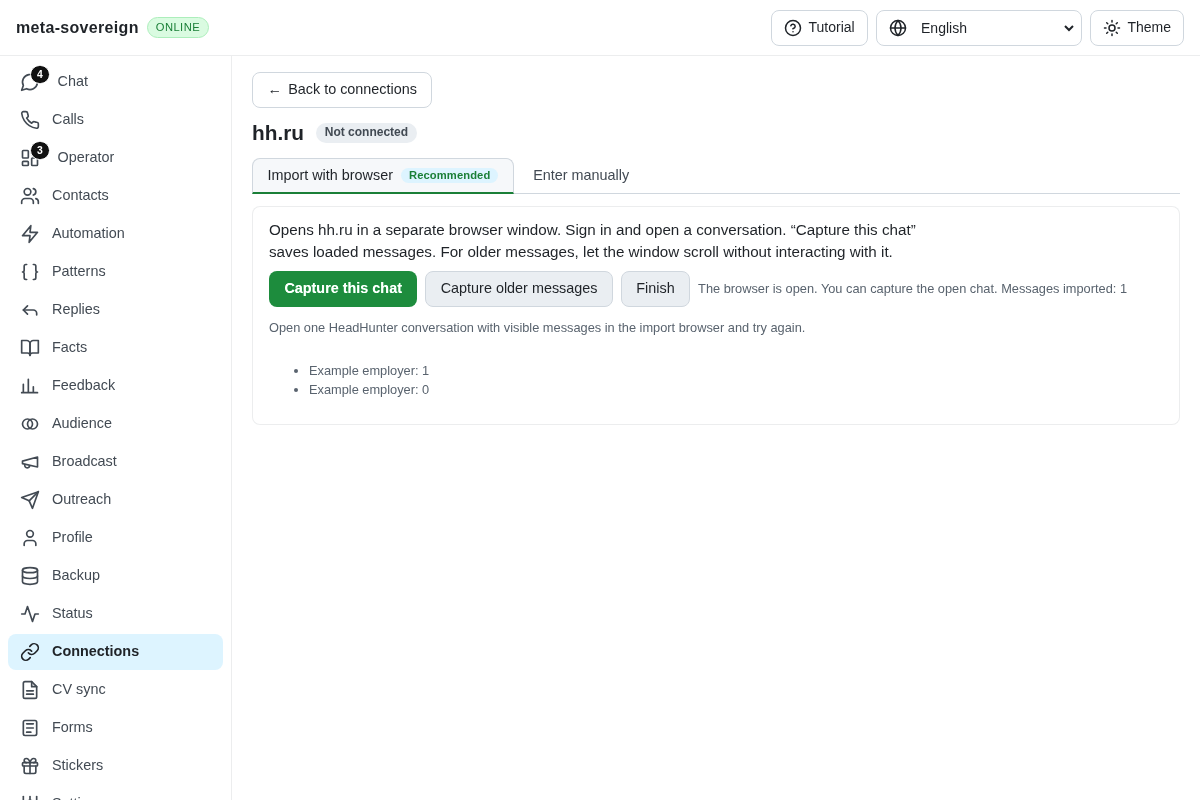 meta-sovereign ONLINE
Tutorial
English
Theme
4 Chat
Calls
3 Operator
Contacts
Automation
Patterns
Replies
Facts
Feedback
Audience
Broadcast
Outreach
Profile
Backup
Status
Connections
CV sync
Forms
Stickers
← Back to connections
hh.ru Not connected
Import with browser Recommended
Enter manually
Opens hh.ru in a separate browser window. Sign in and open a conversation. “Capture this chat”
saves loaded messages. For older messages, let the window scroll without interacting with it.
Capture this chat
Capture older messages
Finish
The browser is open. You can capture the open chat. Messages imported: 1
Open one HeadHunter conversation with visible messages in the import browser and try again.
• Example employer: 1
• Example employer: 0